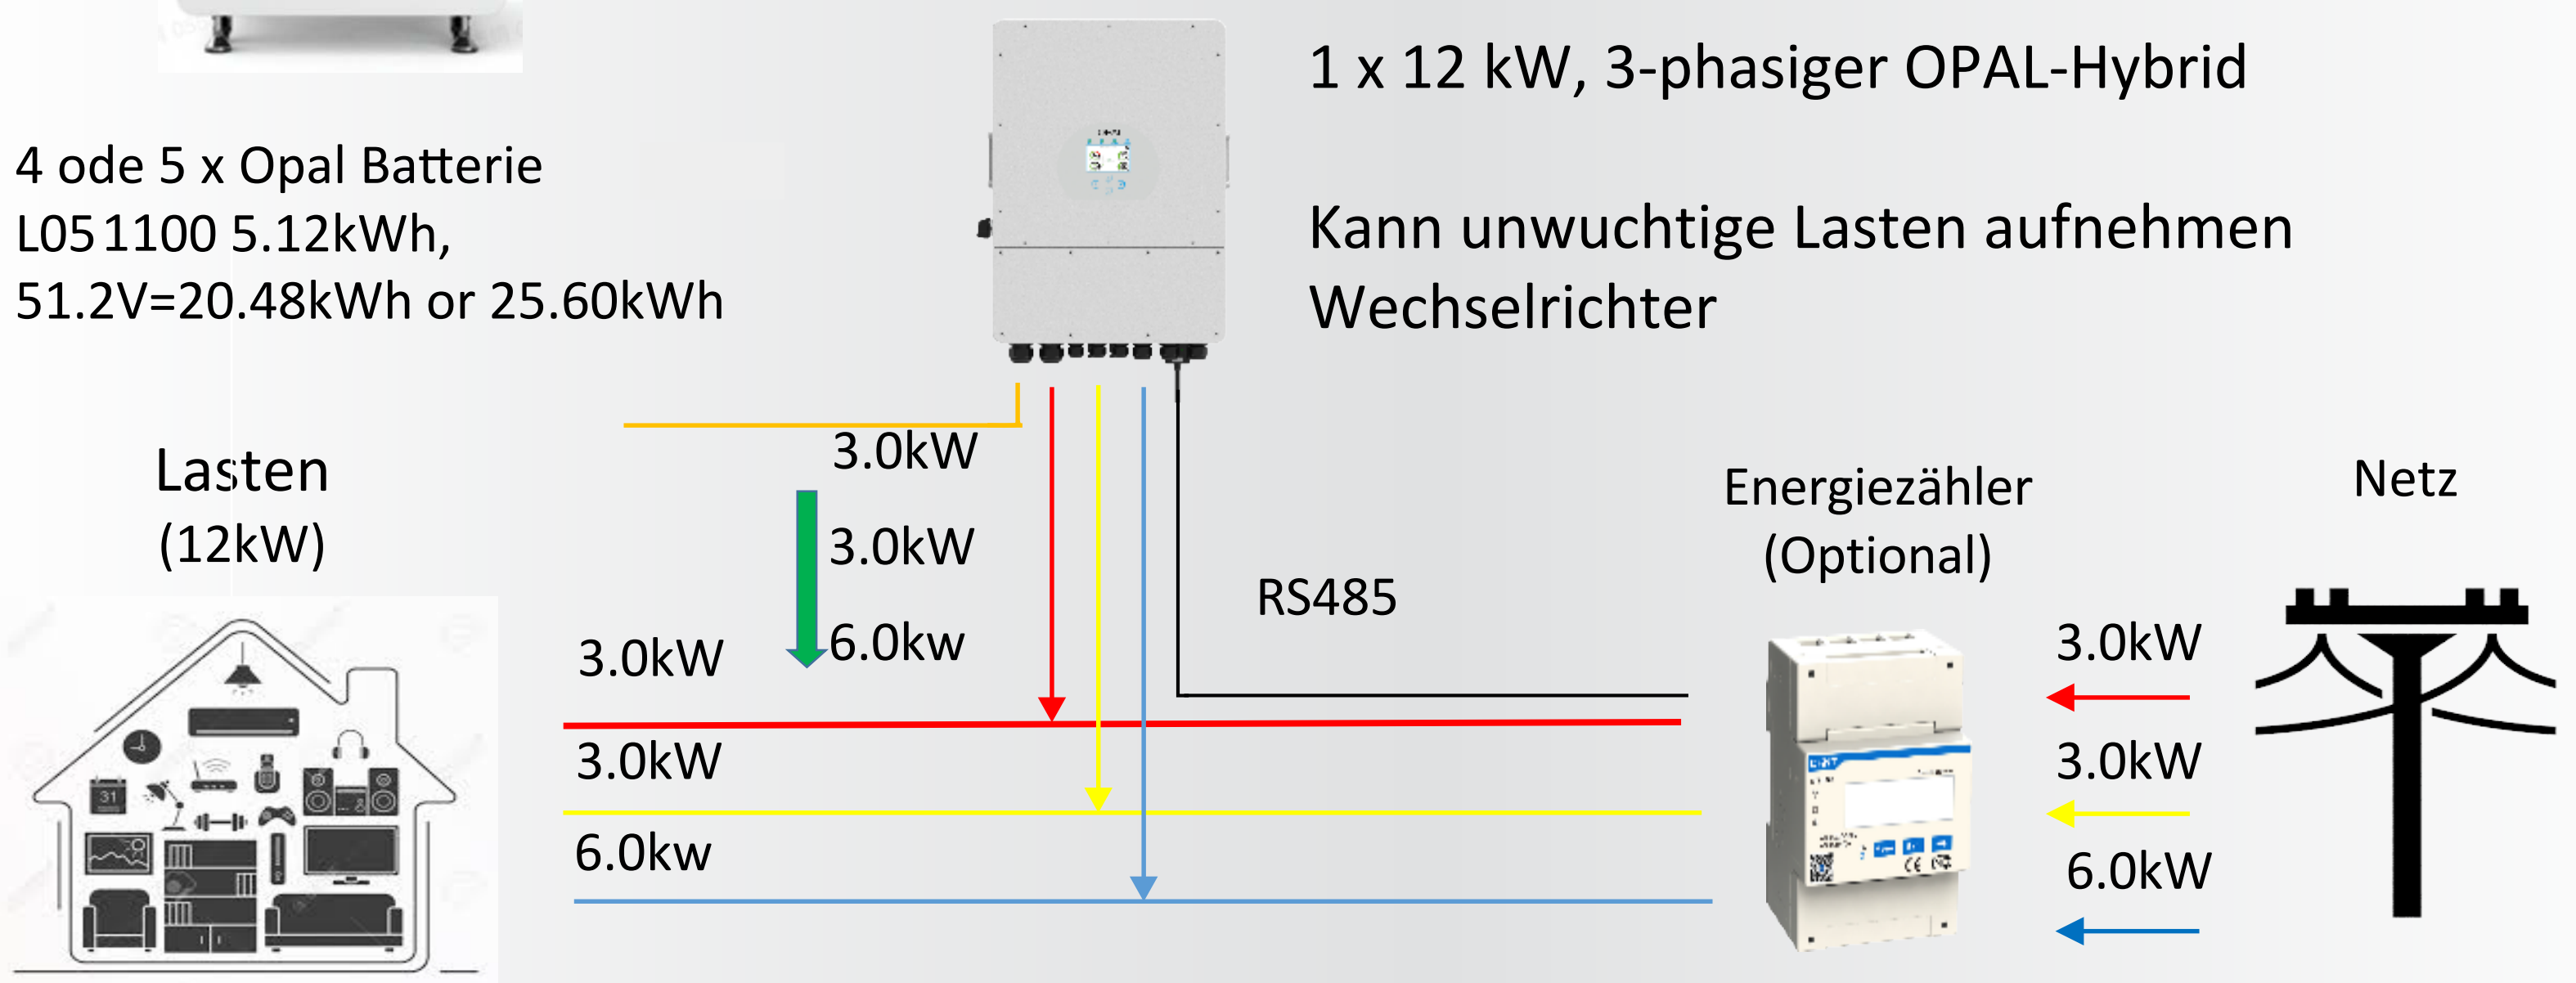 1 x 12 kW, 3-phasiger OPAL-Hybrid
Kann unwuchtige Lasten aufnehmen
Wechselrichter
4 ode 5 x Opal Batterie
L051100 5.12kWh,
51.2V=20.48kWh or 25.60kWh
Lasten
(12kW)
3.0kW
3.0kW
6.0kw
3.0kW
3.0kW
6.0kw
RS485
Energiezähler
(Optional)
Netz
3.0kW
3.0kW
6.0kW
31